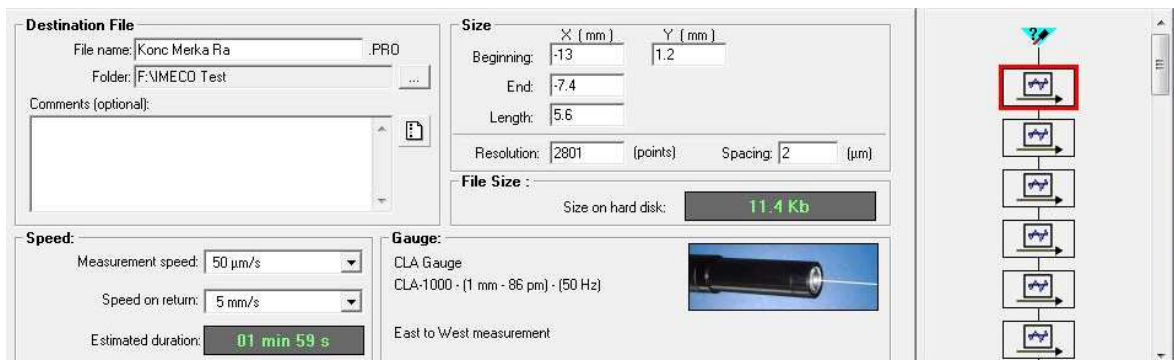 Destination File
File name: Konc Merka Ra .PRO
Folder: F:\IMECO Test ...
Comments (optional):
Size
X (mm) Y (mm)
Beginning: -13 1.2
End: -7.4
Length: 5.6
Resolution: 2801 (points) Spacing: 2 (µm)
File Size :
Size on hard disk: 11.4 Kb
Speed:
Measurement speed: 50 µm/s
Speed on return: 5 mm/s
Estimated duration: 01 min 59 s
Gauge:
CLA Gauge
CLA-1000 - (1 mm - 86 pm) - (50 Hz)
East to West measurement
?